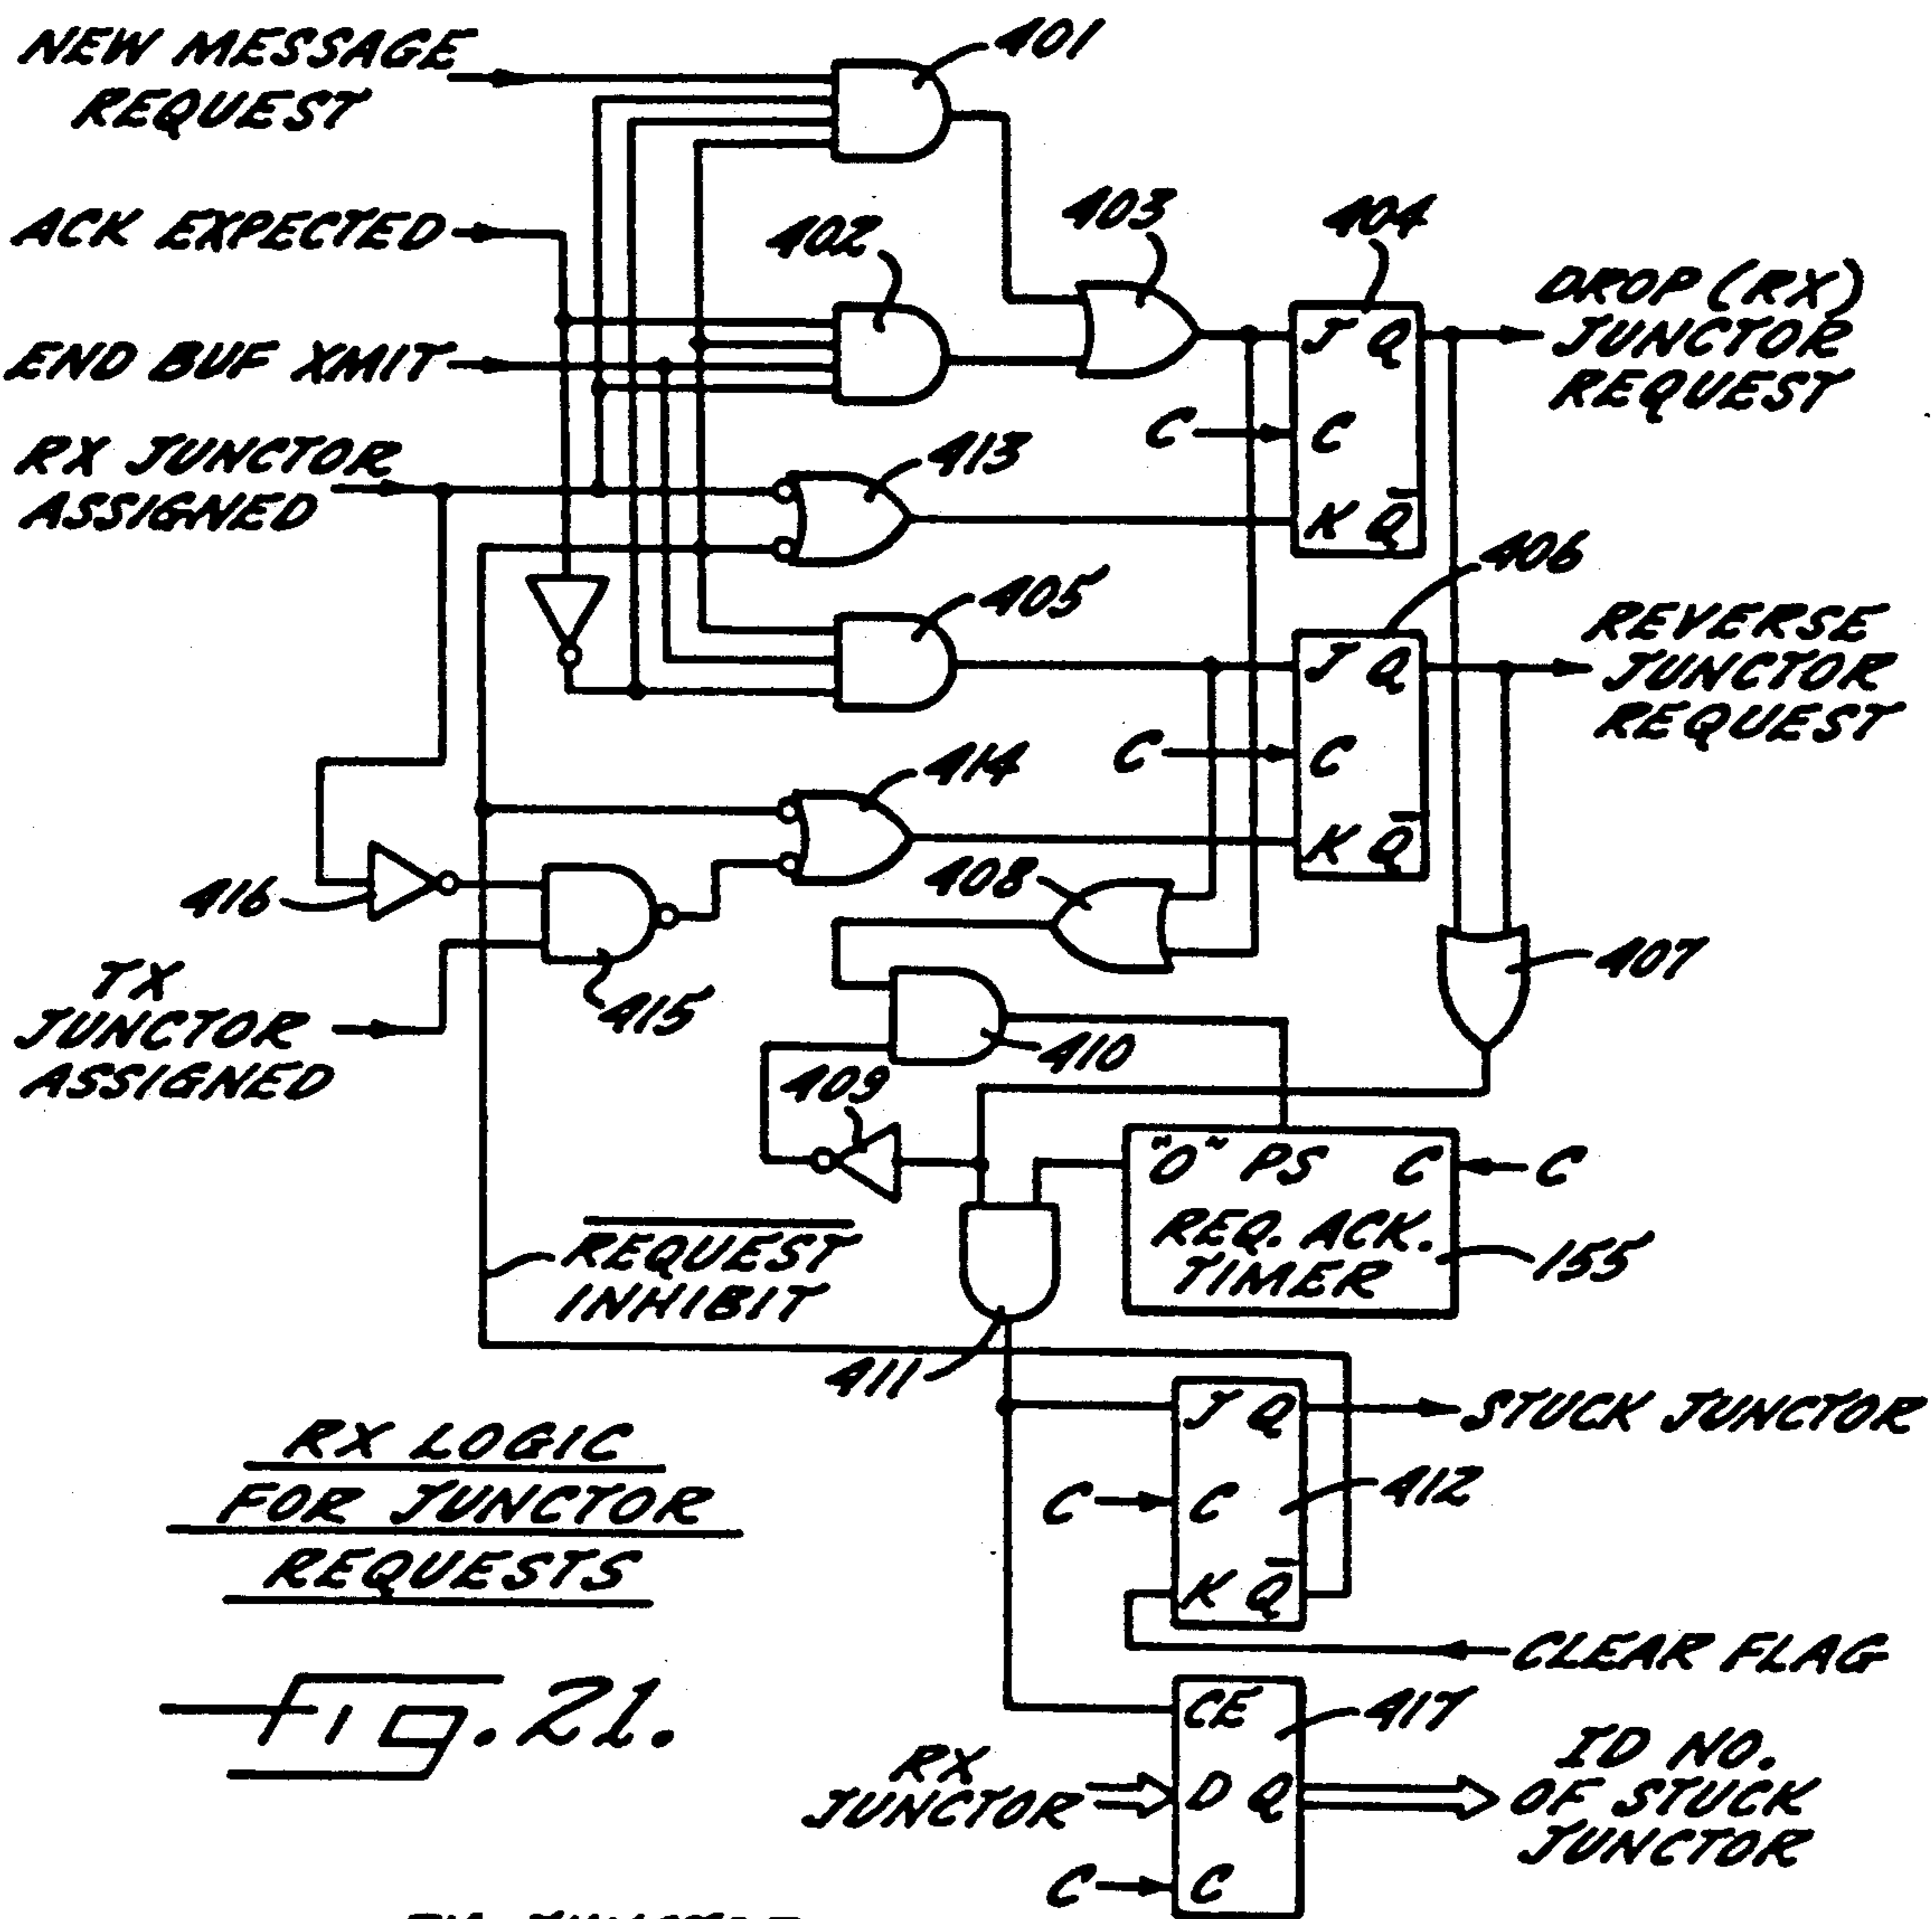 NEW MESSAGE
REQUEST
401
ACK EXPECTED
402
403
404
DROP (RX)
JUNCTOR
REQUEST
END BUF XMIT
J Q
C
C
K Q̅
RX JUNCTOR
ASSIGNED
413
406
405
REVERSE
JUNCTOR
REQUEST
J Q
C
C
K Q̅
414
408
416
407
TX
JUNCTOR
ASSIGNED
415
410
409
"0" PS C
C
REQ. ACK.
TIMER
155
REQUEST
INHIBIT
411
J Q
STUCK JUNCTOR
C
C
412
K Q̅
CLEAR FLAG
RX LOGIC
FOR JUNCTOR
REQUESTS
Fig. 21.
CE
417
RX
JUNCTOR
D Q
ID NO.
OF STUCK
JUNCTOR
C
C